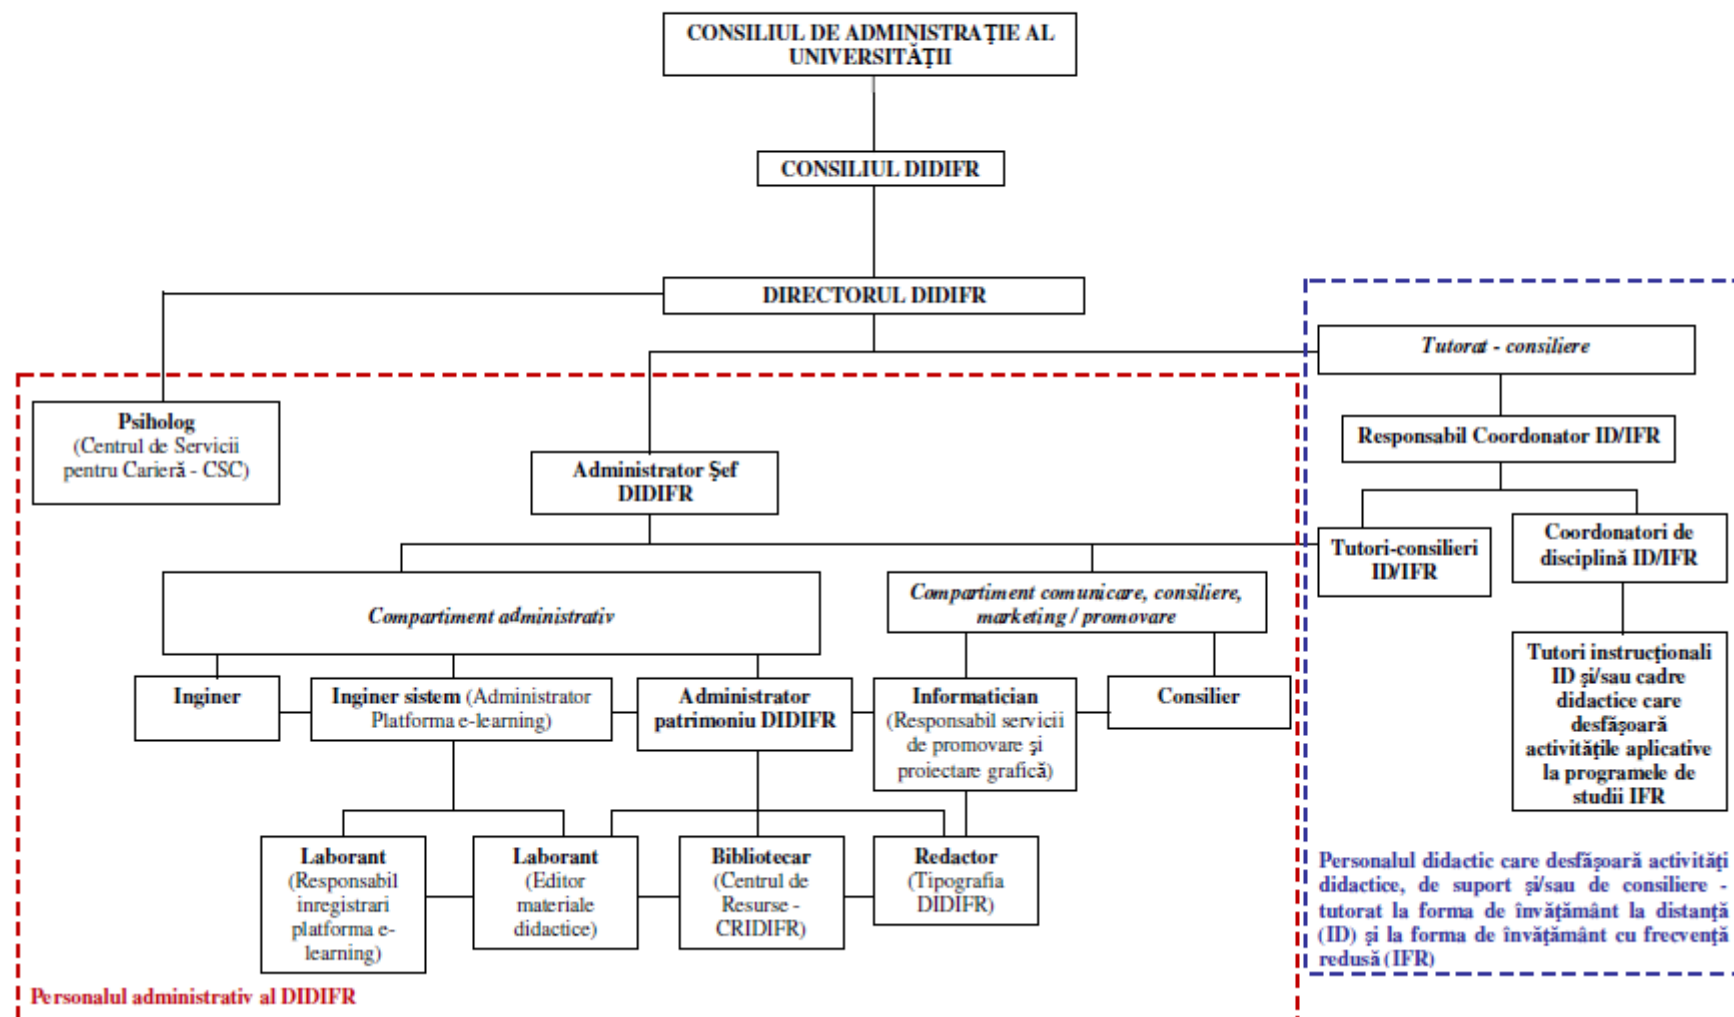 CONSILIUL DE ADMINISTRAŢIE AL
UNIVERSITĂŢII
CONSILIUL DIDIFR
DIRECTORUL DIDIFR
Tutorat - consiliere
Psiholog
(Centrul de Servicii
pentru Carieră - CSC)
Responsabil Coordonator ID/IFR
Administrator Şef
DIDIFR
Tutori-consilieri
ID/IFR
Coordonatori de
disciplină ID/IFR
Compartiment administrativ
Compartiment comunicare, consiliere,
marketing / promovare
Tutori instrucţionali
ID şi/sau cadre
didactice care
desfăşoară
activităţile aplicative
la programele de
studii IFR
Inginer
Inginer sistem (Administrator
Platforma e-learning)
Administrator
patrimoniu DIDIFR
Informatician
(Responsabil servicii
de promovare şi
proiectare grafică)
Consilier
Laborant
(Responsabil
inregistrari
platforma e-
learning)
Laborant
(Editor
materiale
didactice)
Bibliotecar
(Centrul de
Resurse -
CRIDIFR)
Redactor
(Tipografia
DIDIFR)
Personalul didactic care desfăşoară activităţi
didactice, de suport şi/sau de consiliere -
tutorat la forma de învăţământ la distanţă
(ID) şi la forma de învăţământ cu frecvenţă
redusă (IFR)
Personalul administrativ al DIDIFR